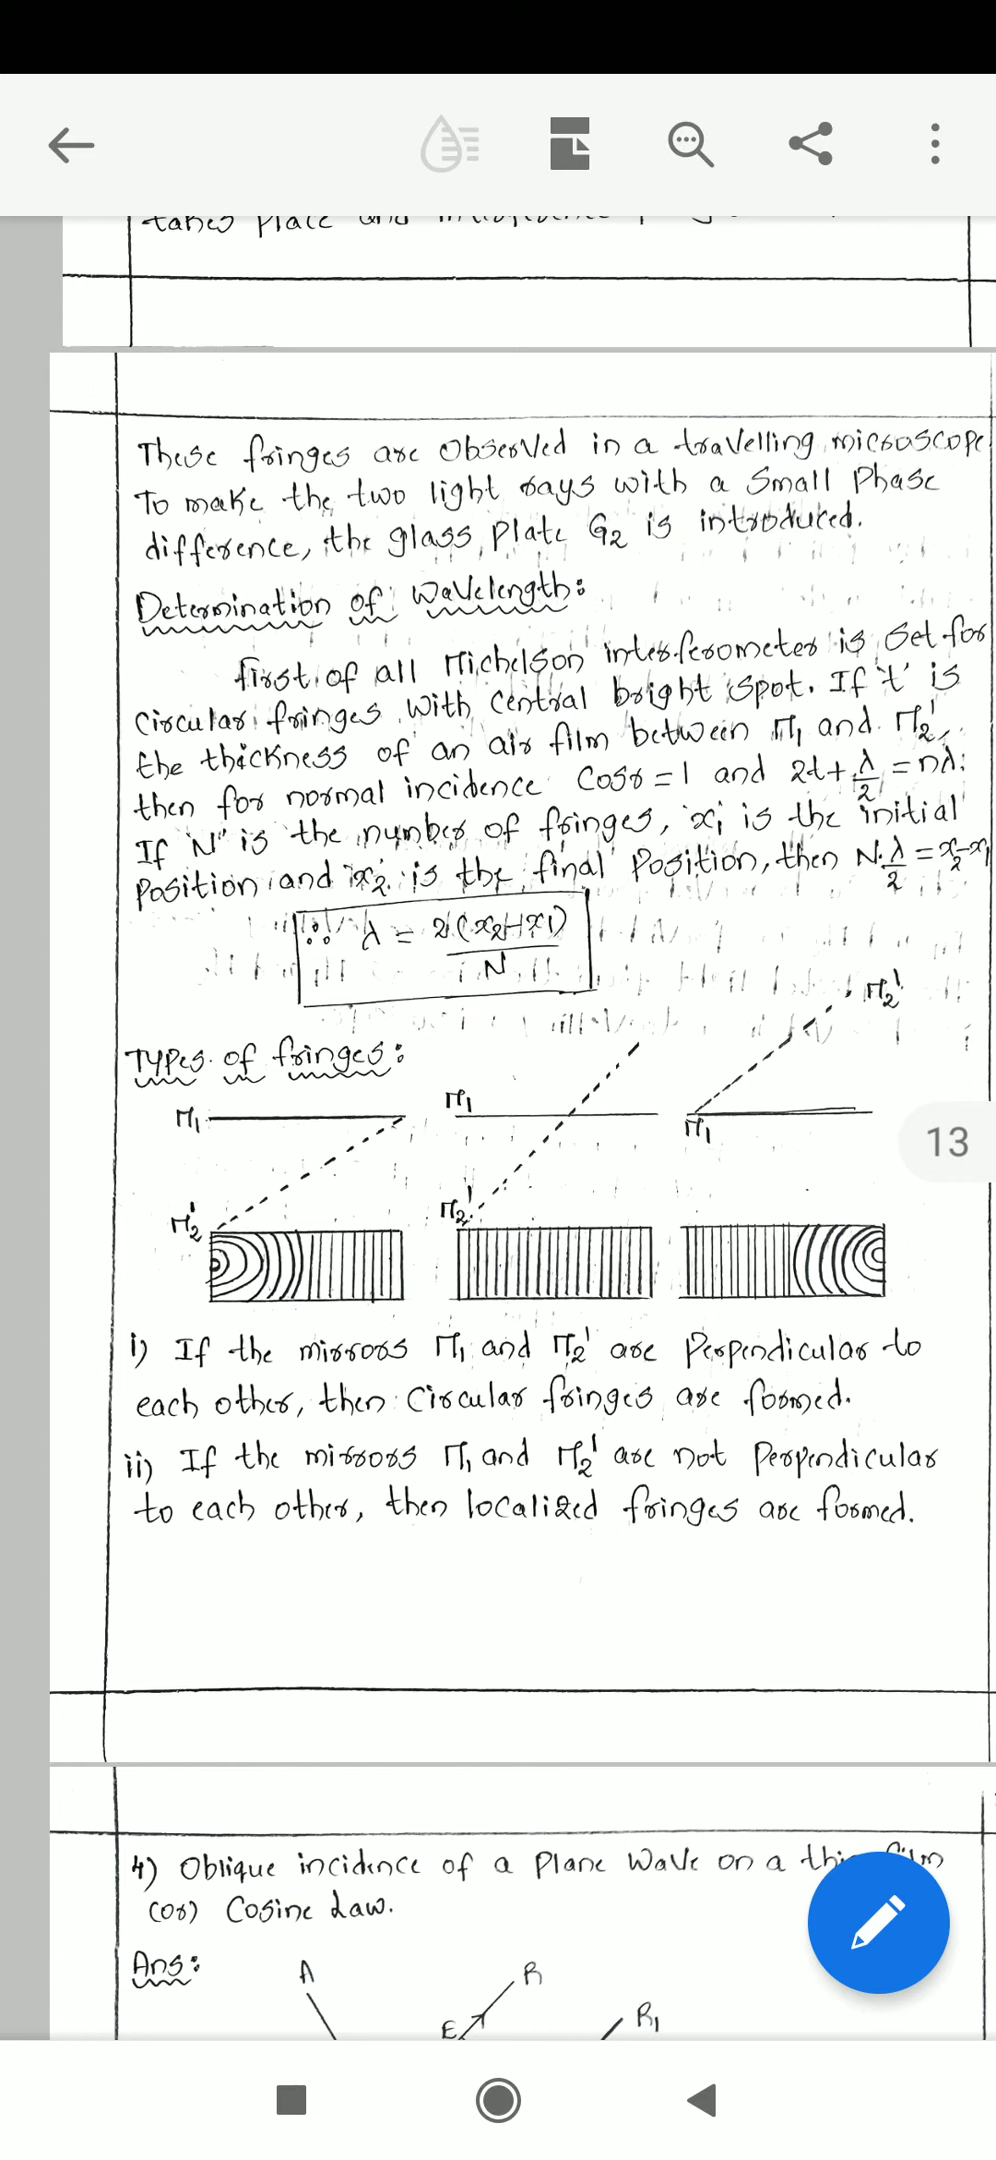 takes place and
These fringes are observed in a travelling microscope.
To make the two light rays with a small phase
difference, the glass plate G₂ is introduced.
Determination of Wavelength:
First of all Michelson interferometer is set for
circular fringes with central bright spot. If 't' is
the thickness of an air film between M₁ and M₂',
then for normal incidence cosr = 1 and 2t + λ/2 = nλ.
If 'N' is the number of fringes, x₁ is the initial
position and x₂ is the final position, then N·λ/2 = x₂-x₁
∴ λ = 2(x₂-x₁)/N
M₂'
Types of fringes:
M₁ M₁ M₁
M₂' M₂'
13
i) If the mirrors M₁ and M₂' are perpendicular to
each other, then circular fringes are formed.
ii) If the mirrors M₁ and M₂' are not perpendicular
to each other, then localized fringes are formed.
4) Oblique incidence of a plane wave on a thin film
(or) Cosine Law.
Ans:
A R
E R₁